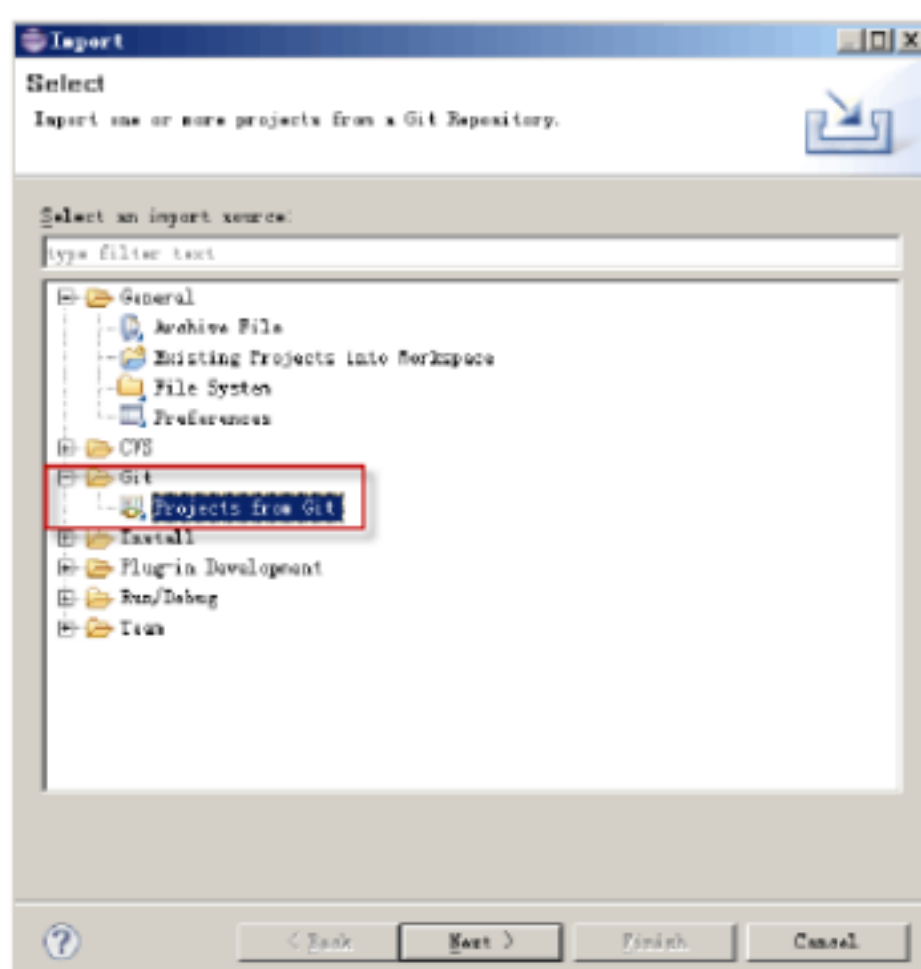 Import
Select
Import one or more projects from a Git Repository.
Select an import source:
type filter text
General
Archive File
Existing Projects into Workspace
File System
Preferences
CVS
Git
Projects from Git
Install
Plug-in Development
Run/Debug
Team
?
< Back
Next >
Finish
Cancel